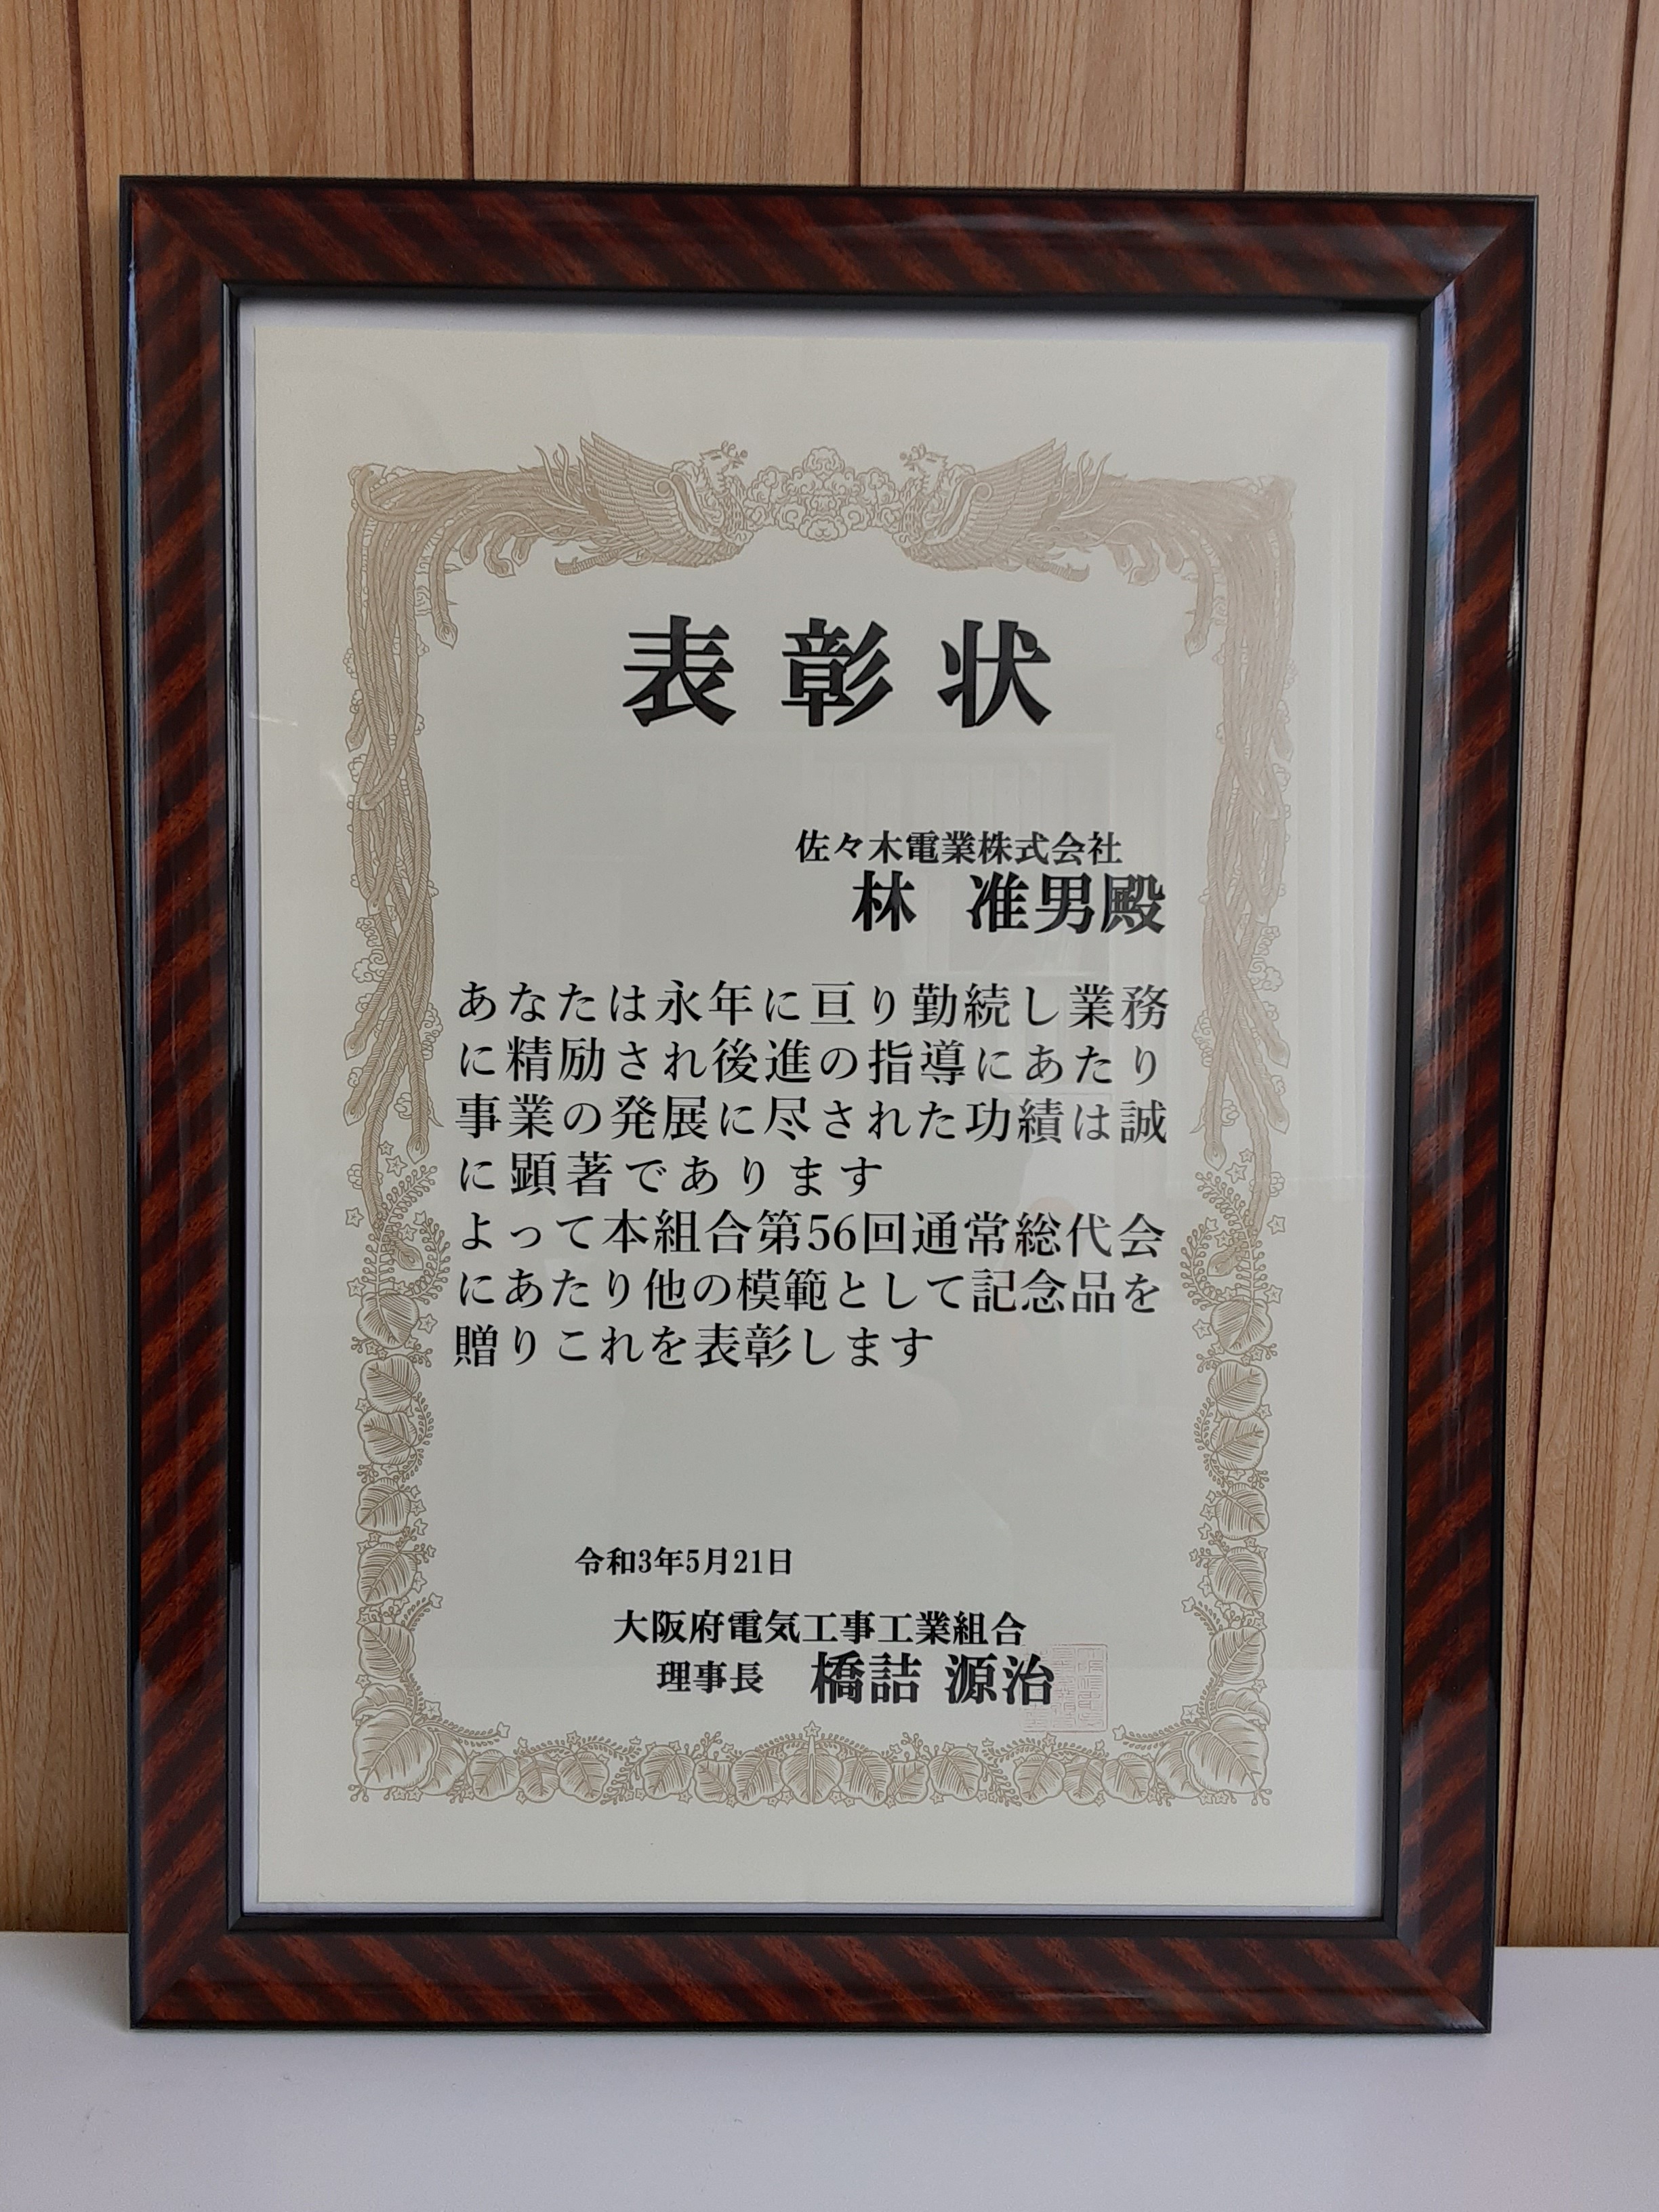 表彰状
佐々木電業株式会社
林 准男殿
あなたは永年に亘り勤続し業務
に精励され後進の指導にあたり
事業の発展に尽された功績は誠
に顕著であります
よって本組合第56回通常総代会
にあたり他の模範として記念品を
贈りこれを表彰します
令和3年5月21日
大阪府電気工事工業組合
理事長 橋詰 源治